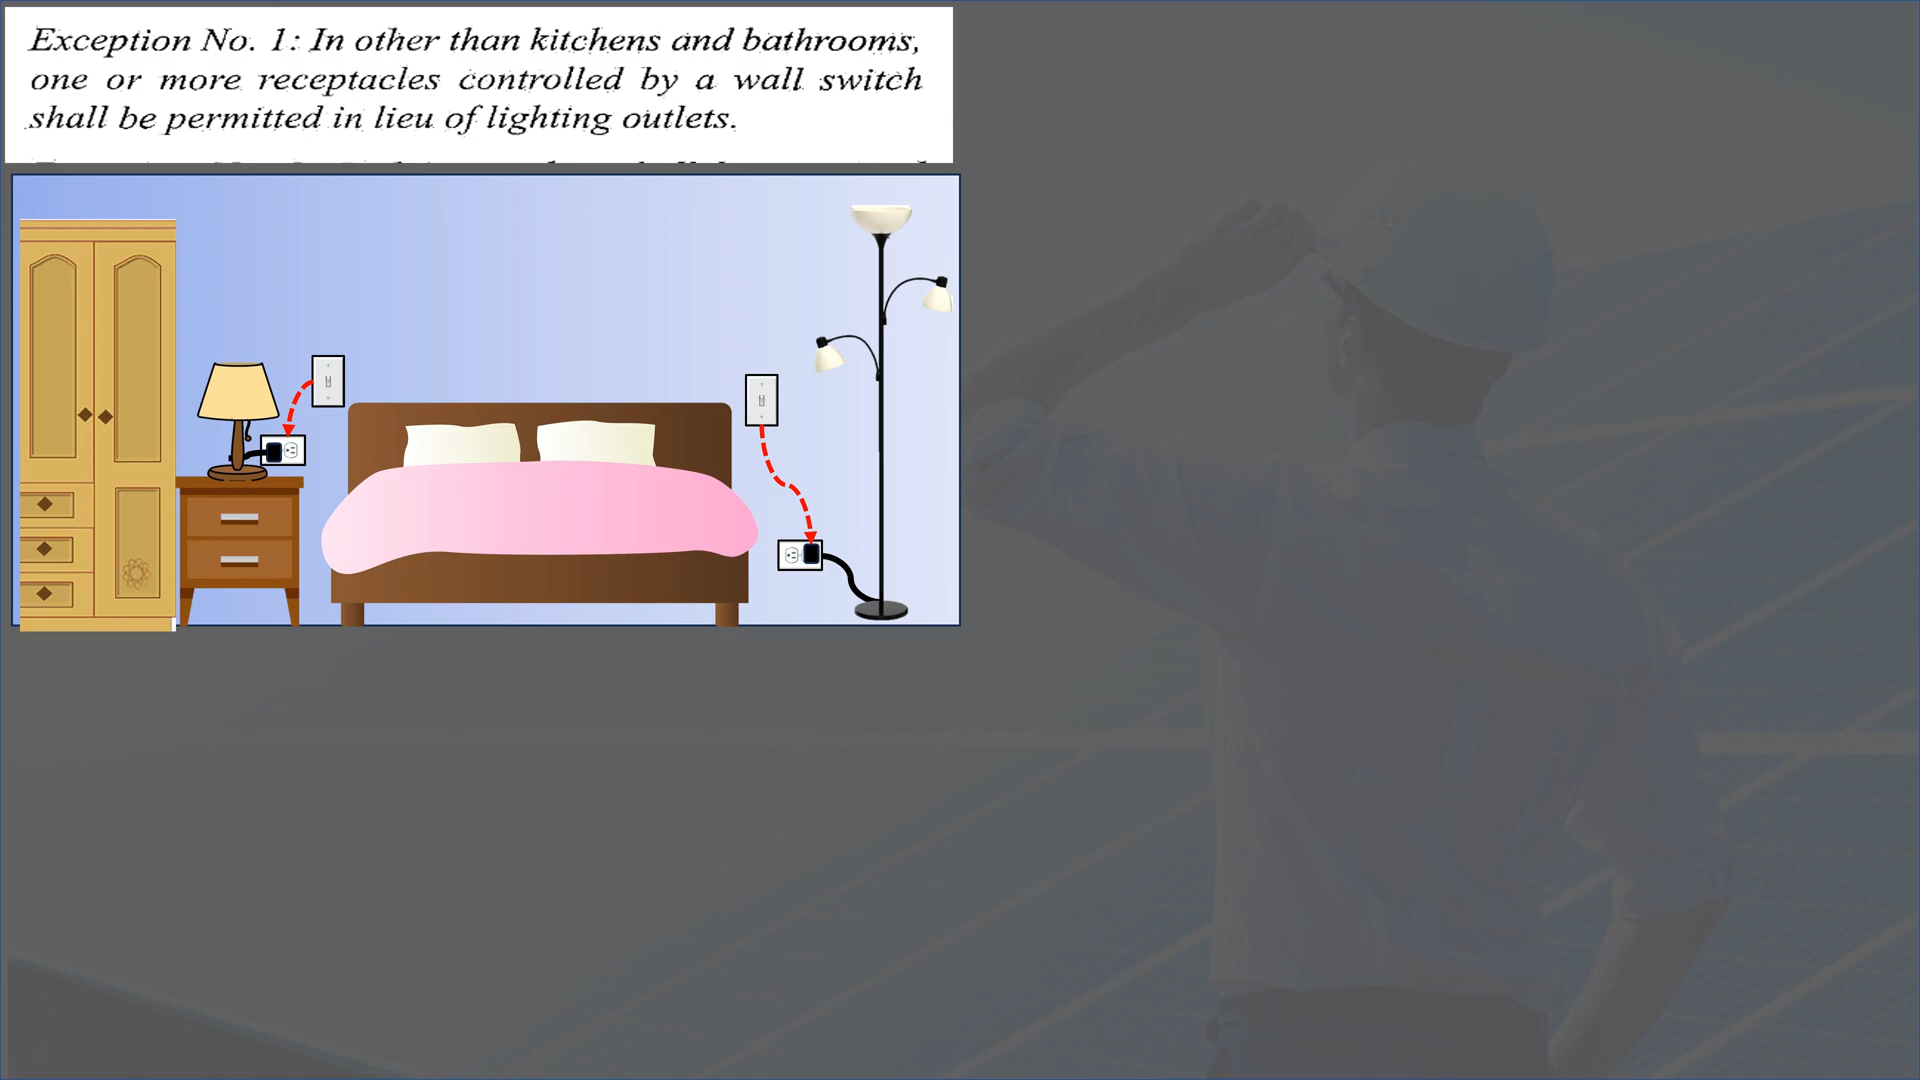 Exception No. 1: In other than kitchens and bathrooms,
one or more receptacles controlled by a wall switch
shall be permitted in lieu of lighting outlets.